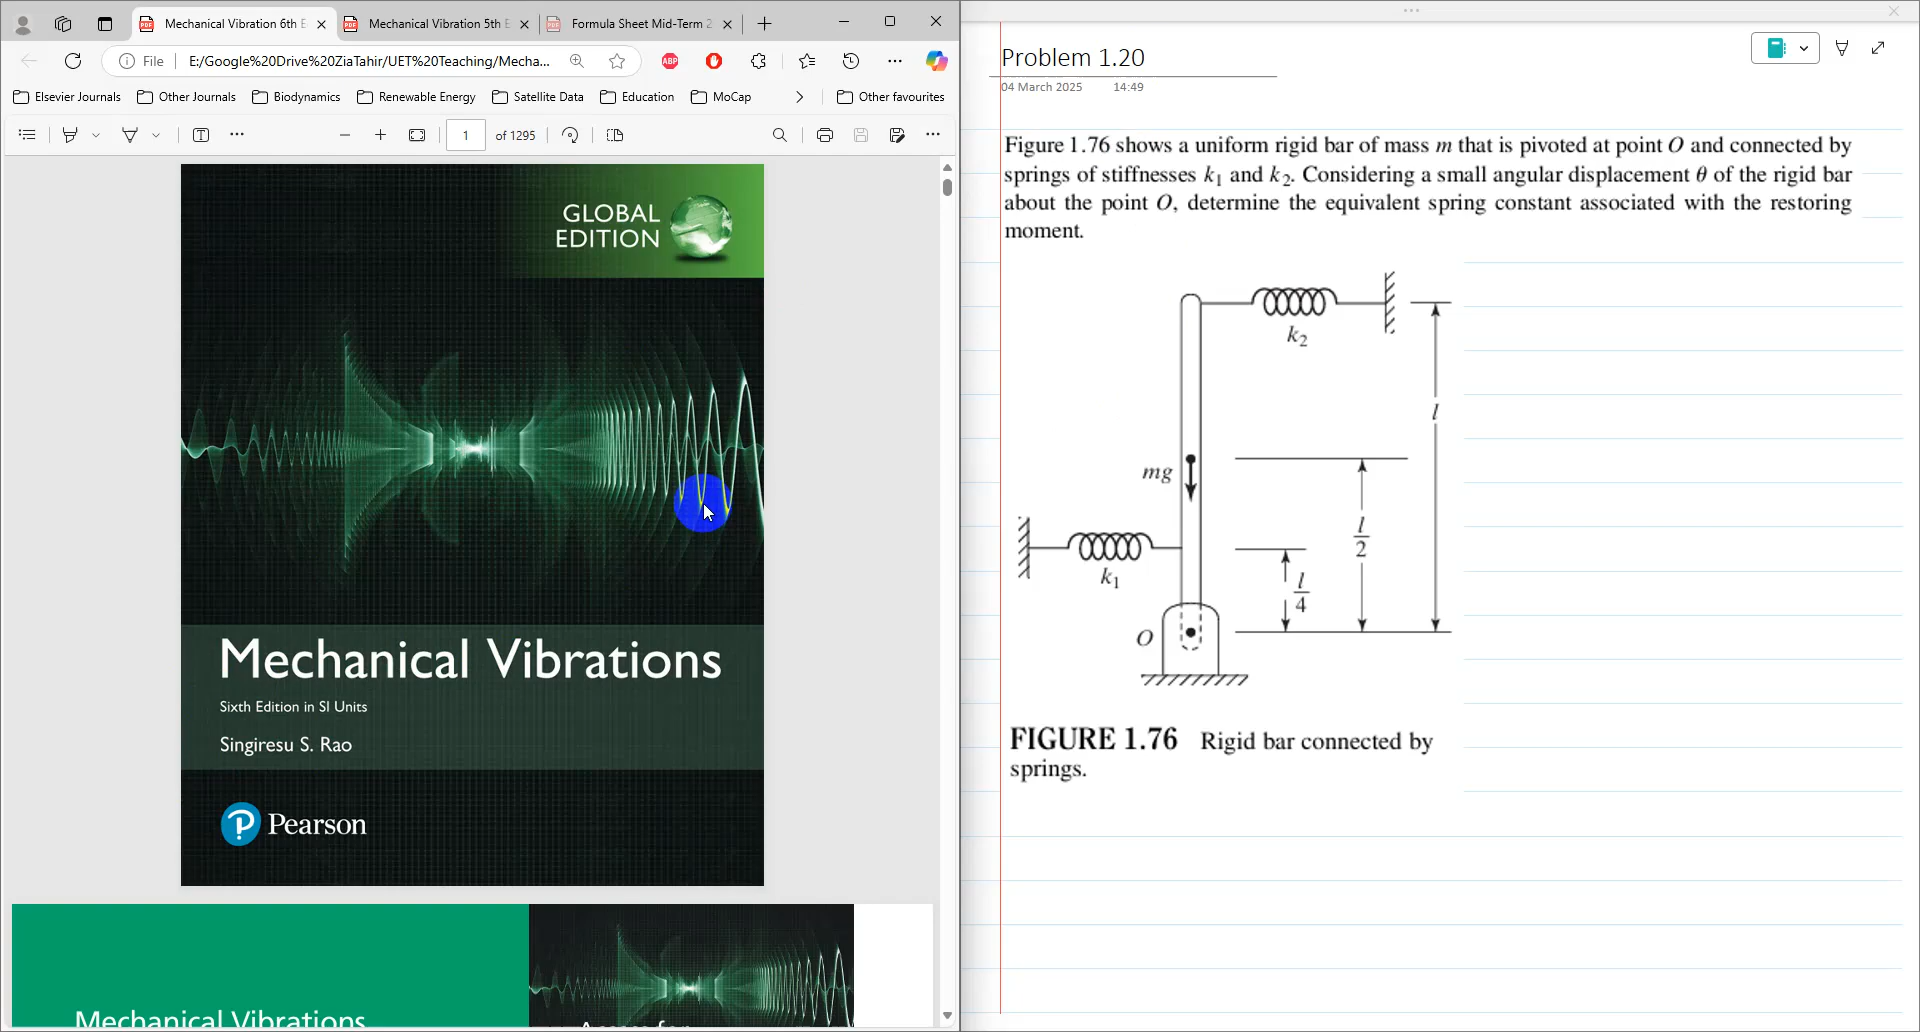 Mechanical Vibration 6th E
Mechanical Vibration 5th E
Formula Sheet Mid-Term 2
File
E:/Google%20Drive%20ZiaTahir/UET%20Teaching/Mecha...
ABP
Elsevier Journals
Other Journals
Biodynamics
Renewable Energy
Satellite Data
Education
MoCap
Other favourites
1
of 1295
GLOBAL
EDITION
Mechanical Vibrations
Sixth Edition in SI Units
Singiresu S. Rao
P Pearson
Mechanical Vibrations
Problem 1.20
04 March 2025 14:49
Figure 1.76 shows a uniform rigid bar of mass m that is pivoted at point O and connected by
springs of stiffnesses k₁ and k₂. Considering a small angular displacement θ of the rigid bar
about the point O, determine the equivalent spring constant associated with the restoring
moment.
k₂
l
mg
l
2
k₁
l
4
O
FIGURE 1.76 Rigid bar connected by
springs.